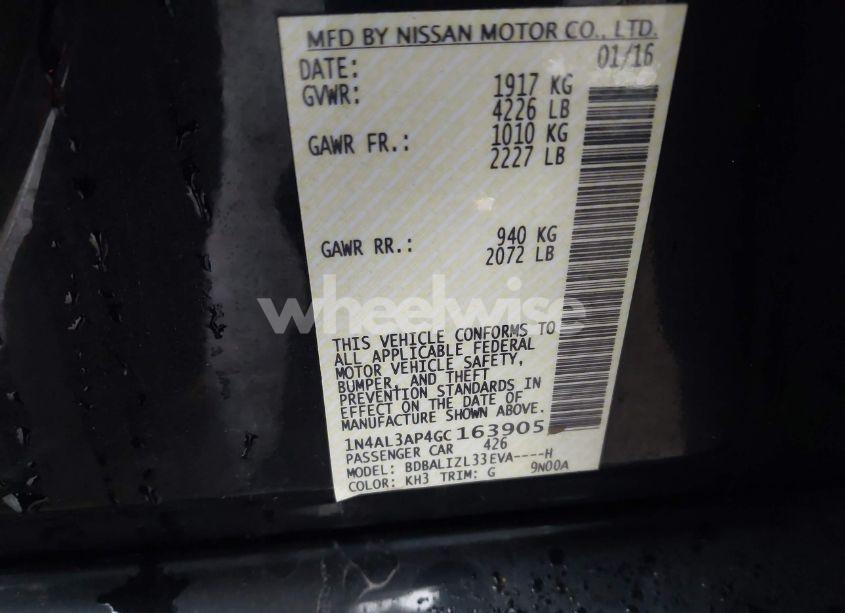 MFD BY NISSAN MOTOR CO., LTD.
DATE: 01/16
GVWR: 1917 KG
4226 LB
GAWR FR.: 1010 KG
2227 LB
GAWR RR.: 940 KG
2072 LB
wheelwise
THIS VEHICLE CONFORMS TO
ALL APPLICABLE FEDERAL
MOTOR VEHICLE SAFETY,
BUMPER, AND THEFT
PREVENTION STANDARDS IN
EFFECT ON THE DATE OF
MANUFACTURE SHOWN ABOVE.
1N4AL3AP4GC163905
PASSENGER CAR 426
MODEL: BDBALIZL33EVA----H
COLOR: KH3 TRIM: G 9N00A